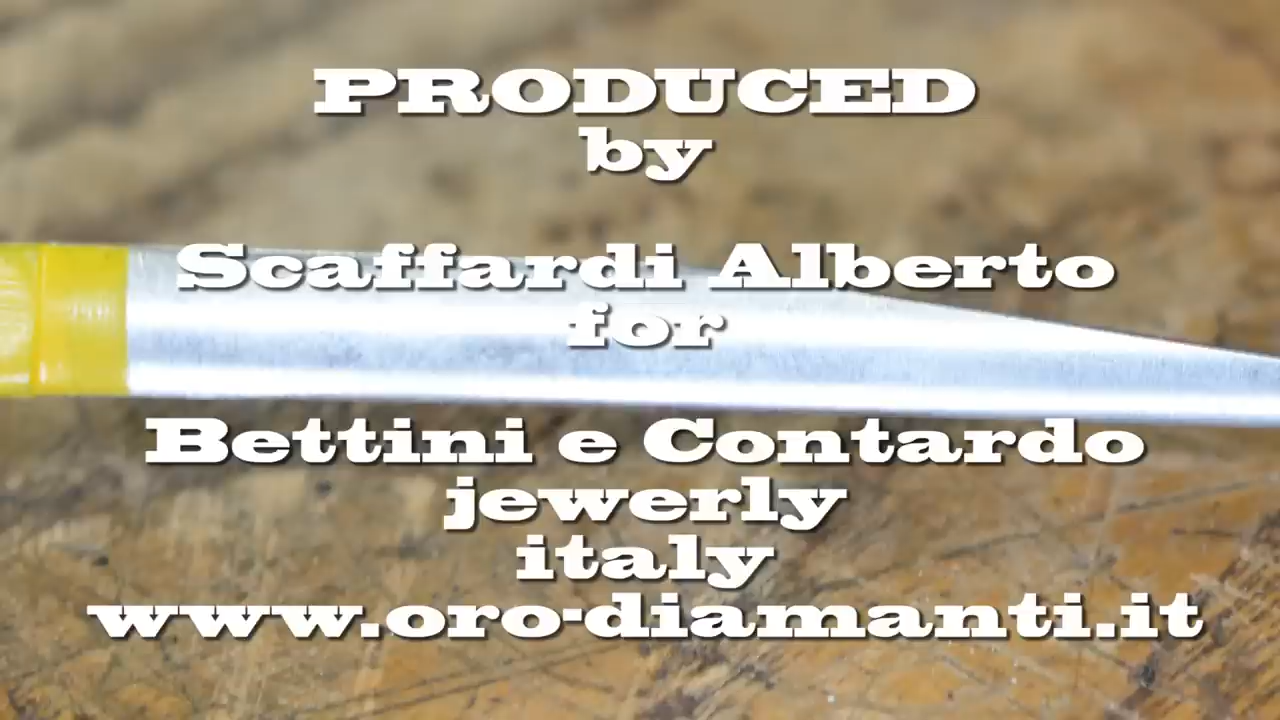 PRODUCED
by
Scaffardi Alberto
for
Bettini e Contardo
jewerly
italy
www.oro-diamanti.it